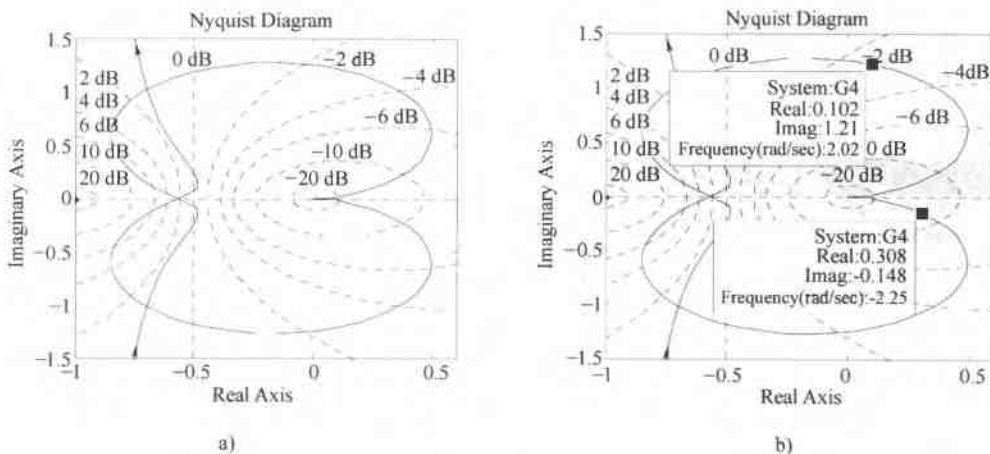 Nyquist Diagram
1.5
1
0.5
0
−0.5
−1
−1.5
Imaginary Axis
0 dB
−2 dB
2 dB
−4 dB
4 dB
6 dB
−6 dB
10 dB
−10 dB
20 dB
−20 dB
−1
−0.5
0
0.5
Real Axis
a)
Nyquist Diagram
1.5
1
0.5
0
−0.5
−1
−1.5
Imaginary Axis
0 dB
−2 dB
2 dB
−4dB
4 dB
6 dB
−6 dB
10 dB
0 dB
20 dB
−20 dB
System:G4
Real:0.102
Imag:1.21
Frequency(rad/sec):2.02
System:G4
Real:0.308
Imag:-0.148
Frequency(rad/sec):-2.25
−1
−0.5
0
0.5
Real Axis
b)